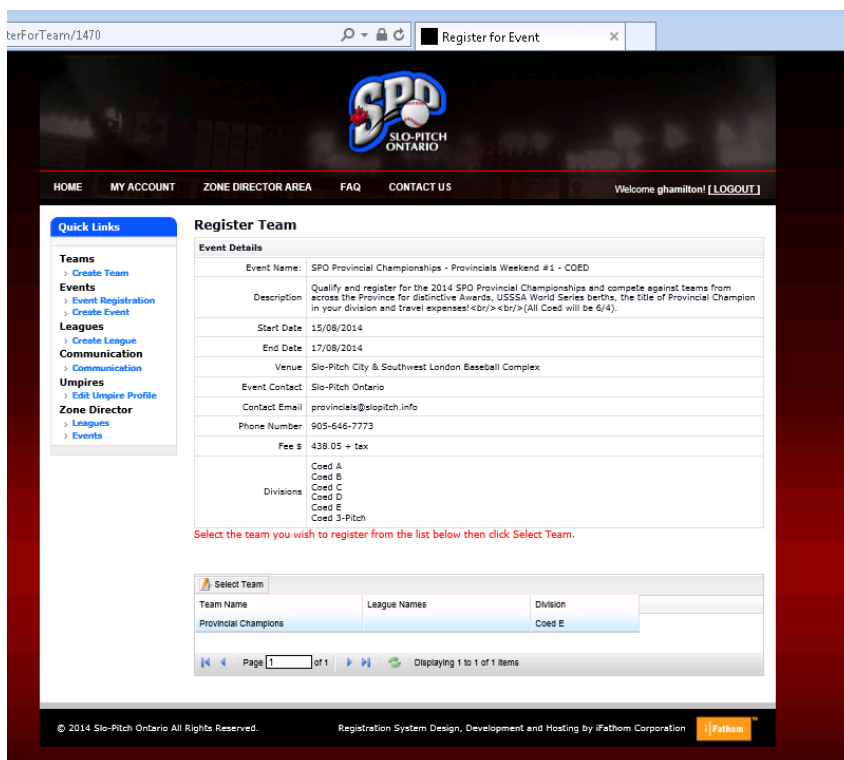 terForTeam/1470
Register for Event
SPO
SLO-PITCH
ONTARIO
HOME MY ACCOUNT ZONE DIRECTOR AREA FAQ CONTACT US Welcome ghamilton! [ LOGOUT ]
Quick Links
Teams
Create Team
Events
Event Registration
Create Event
Leagues
Create League
Communication
Communication
Umpires
Edit Umpire Profile
Zone Director
Leagues
Events
Register Team
Event Details
Event Name: SPO Provincial Championships - Provincials Weekend #1 - COED
Description Qualify and register for the 2014 SPO Provincial Championships and compete against teams from
across the Province for distinctive Awards, USSSA World Series berths, the title of Provincial Champion
in your division and travel expenses!<br/><br/>(All Coed will be 6/4).
Start Date 15/08/2014
End Date 17/08/2014
Venue Slo-Pitch City & Southwest London Baseball Complex
Event Contact Slo-Pitch Ontario
Contact Email provincials@slopitch.info
Phone Number 905-646-7773
Fee $ 438.05 + tax
Divisions Coed A
Coed B
Coed C
Coed D
Coed E
Coed 3-Pitch
Select the team you wish to register from the list below then click Select Team.
Select Team
Team Name League Names Division
Provincial Champions Coed E
Page 1 of 1 Displaying 1 to 1 of 1 items
© 2014 Slo-Pitch Ontario All Rights Reserved. Registration System Design, Development and Hosting by iFathom Corporation i|Fathom